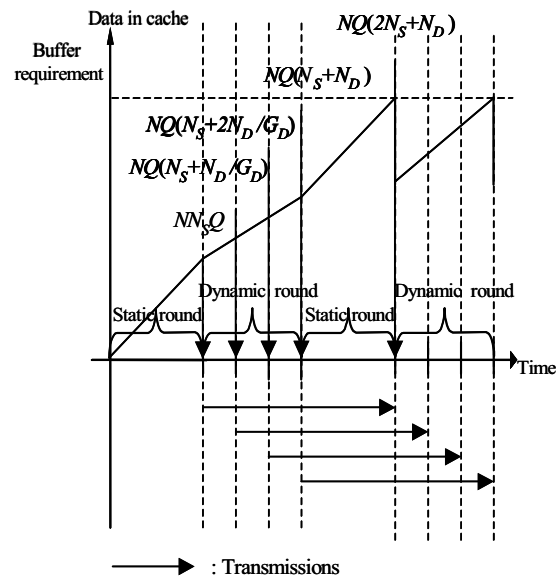 Data in cache
Buffer
requirement
NQ(2N_S+N_D)
NQ(N_S+N_D)
NQ(N_S+2N_D/G_D)
NQ(N_S+N_D/G_D)
NN_SQ
Static round
Dynamic round
Static round
Dynamic round
Time
: Transmissions